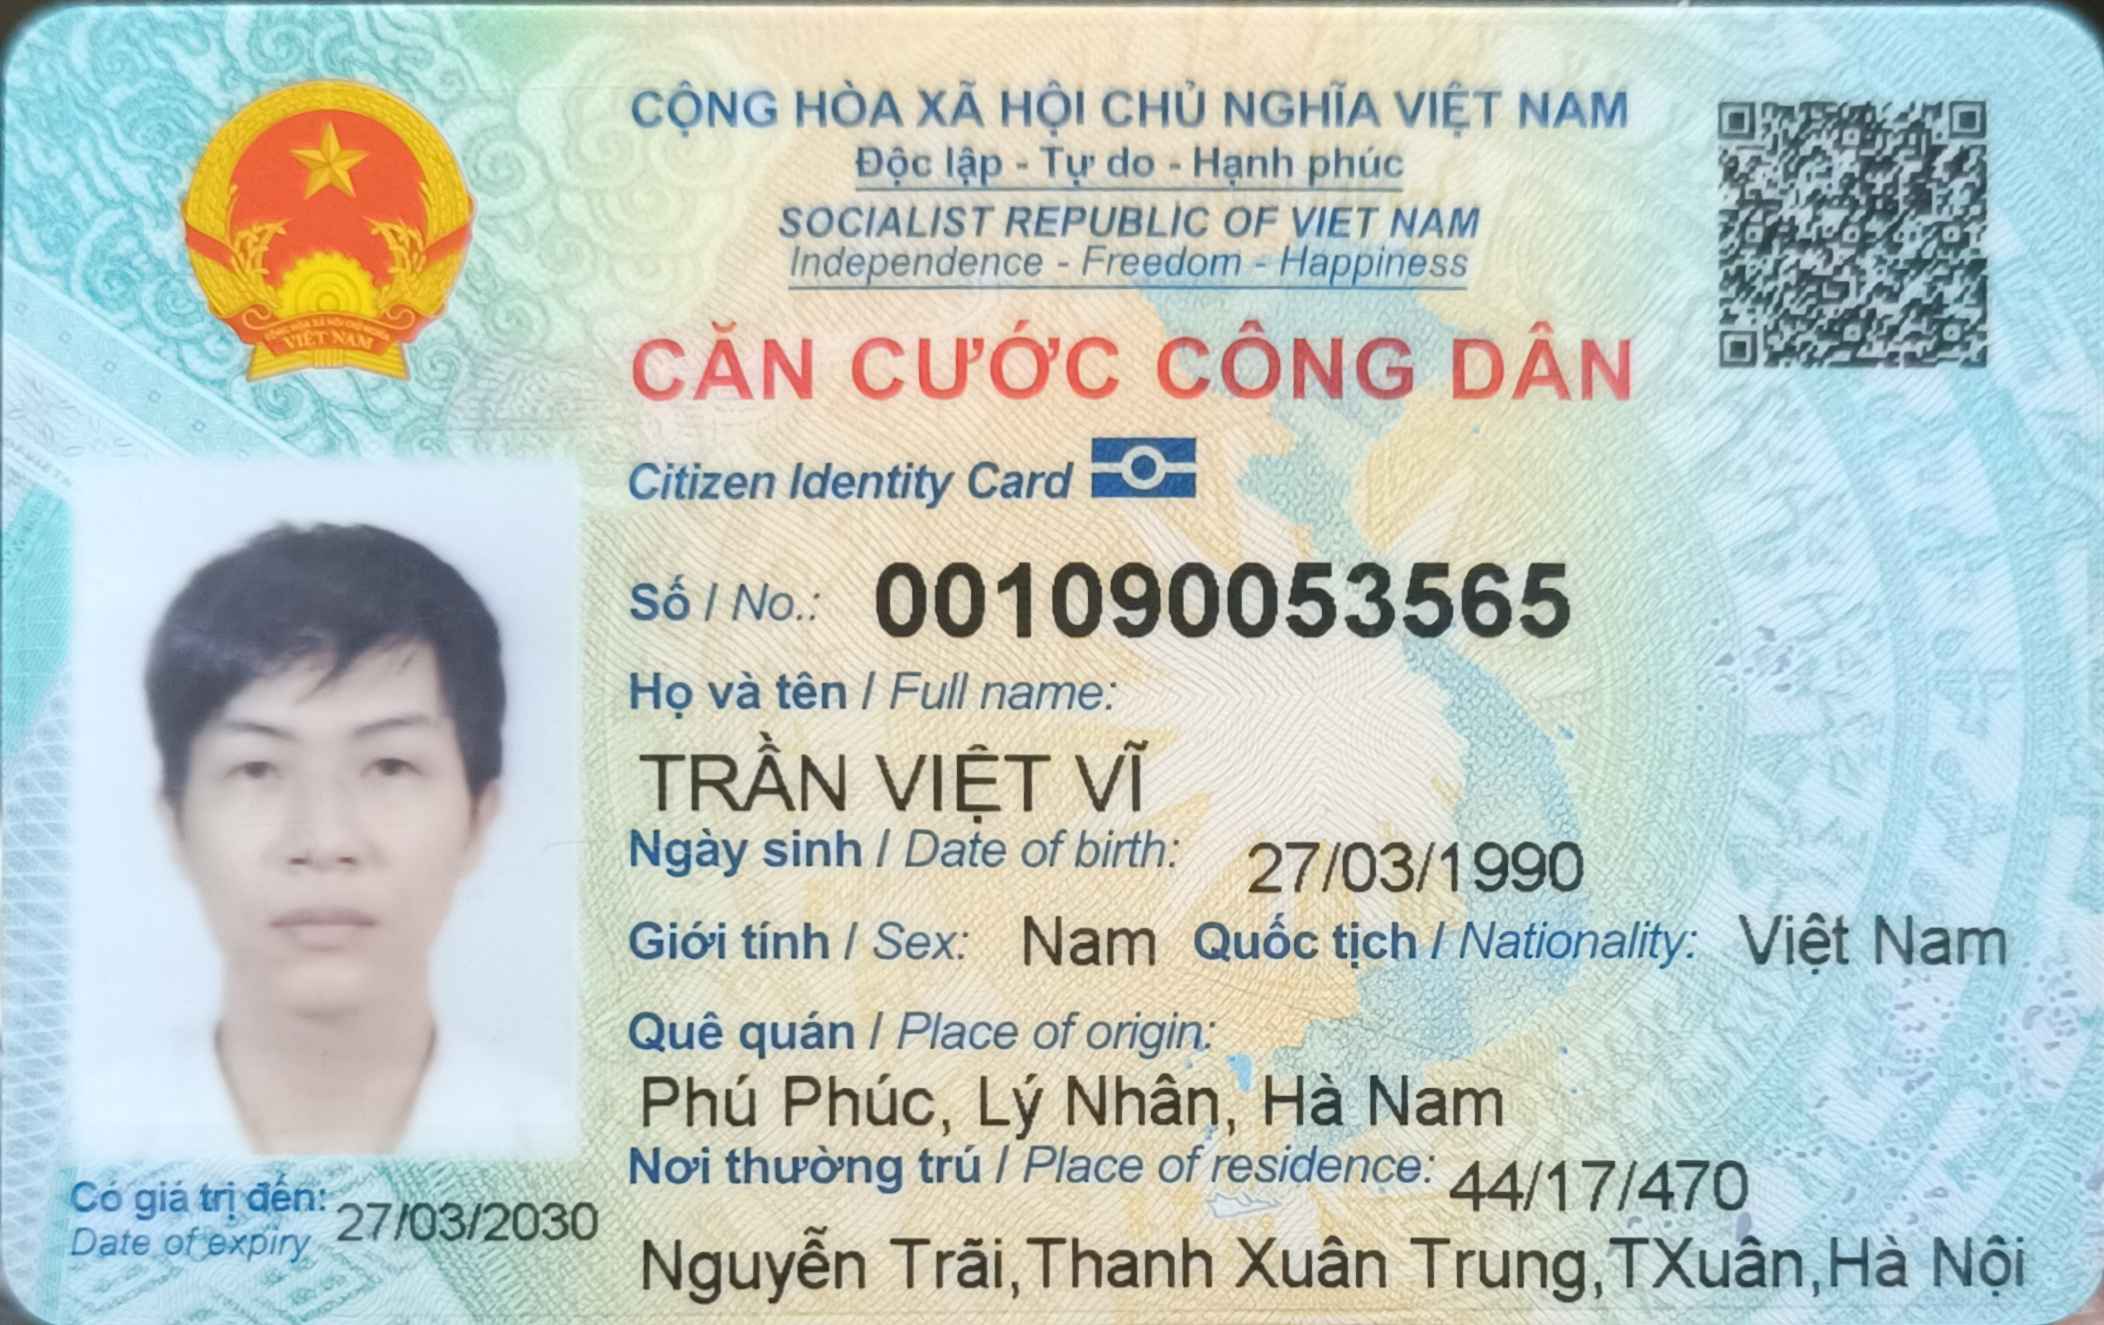 CỘNG HÒA XÃ HỘI CHỦ NGHĨA VIỆT NAM
Độc lập - Tự do - Hạnh phúc
SOCIALIST REPUBLIC OF VIET NAM
Independence - Freedom - Happiness
CỘNG HÒA XÃ HỘI CHỦ NGHĨA
VIỆT NAM
CĂN CƯỚC CÔNG DÂN
Citizen Identity Card
Số / No.: 001090053565
Họ và tên / Full name:
TRẦN VIỆT VĨ
Ngày sinh / Date of birth: 27/03/1990
Giới tính / Sex: Nam Quốc tịch / Nationality: Việt Nam
Quê quán / Place of origin:
Phú Phúc, Lý Nhân, Hà Nam
Nơi thường trú / Place of residence: 44/17/470
Nguyễn Trãi,Thanh Xuân Trung,TXuân,Hà Nội
Có giá trị đến: 27/03/2030
Date of expiry